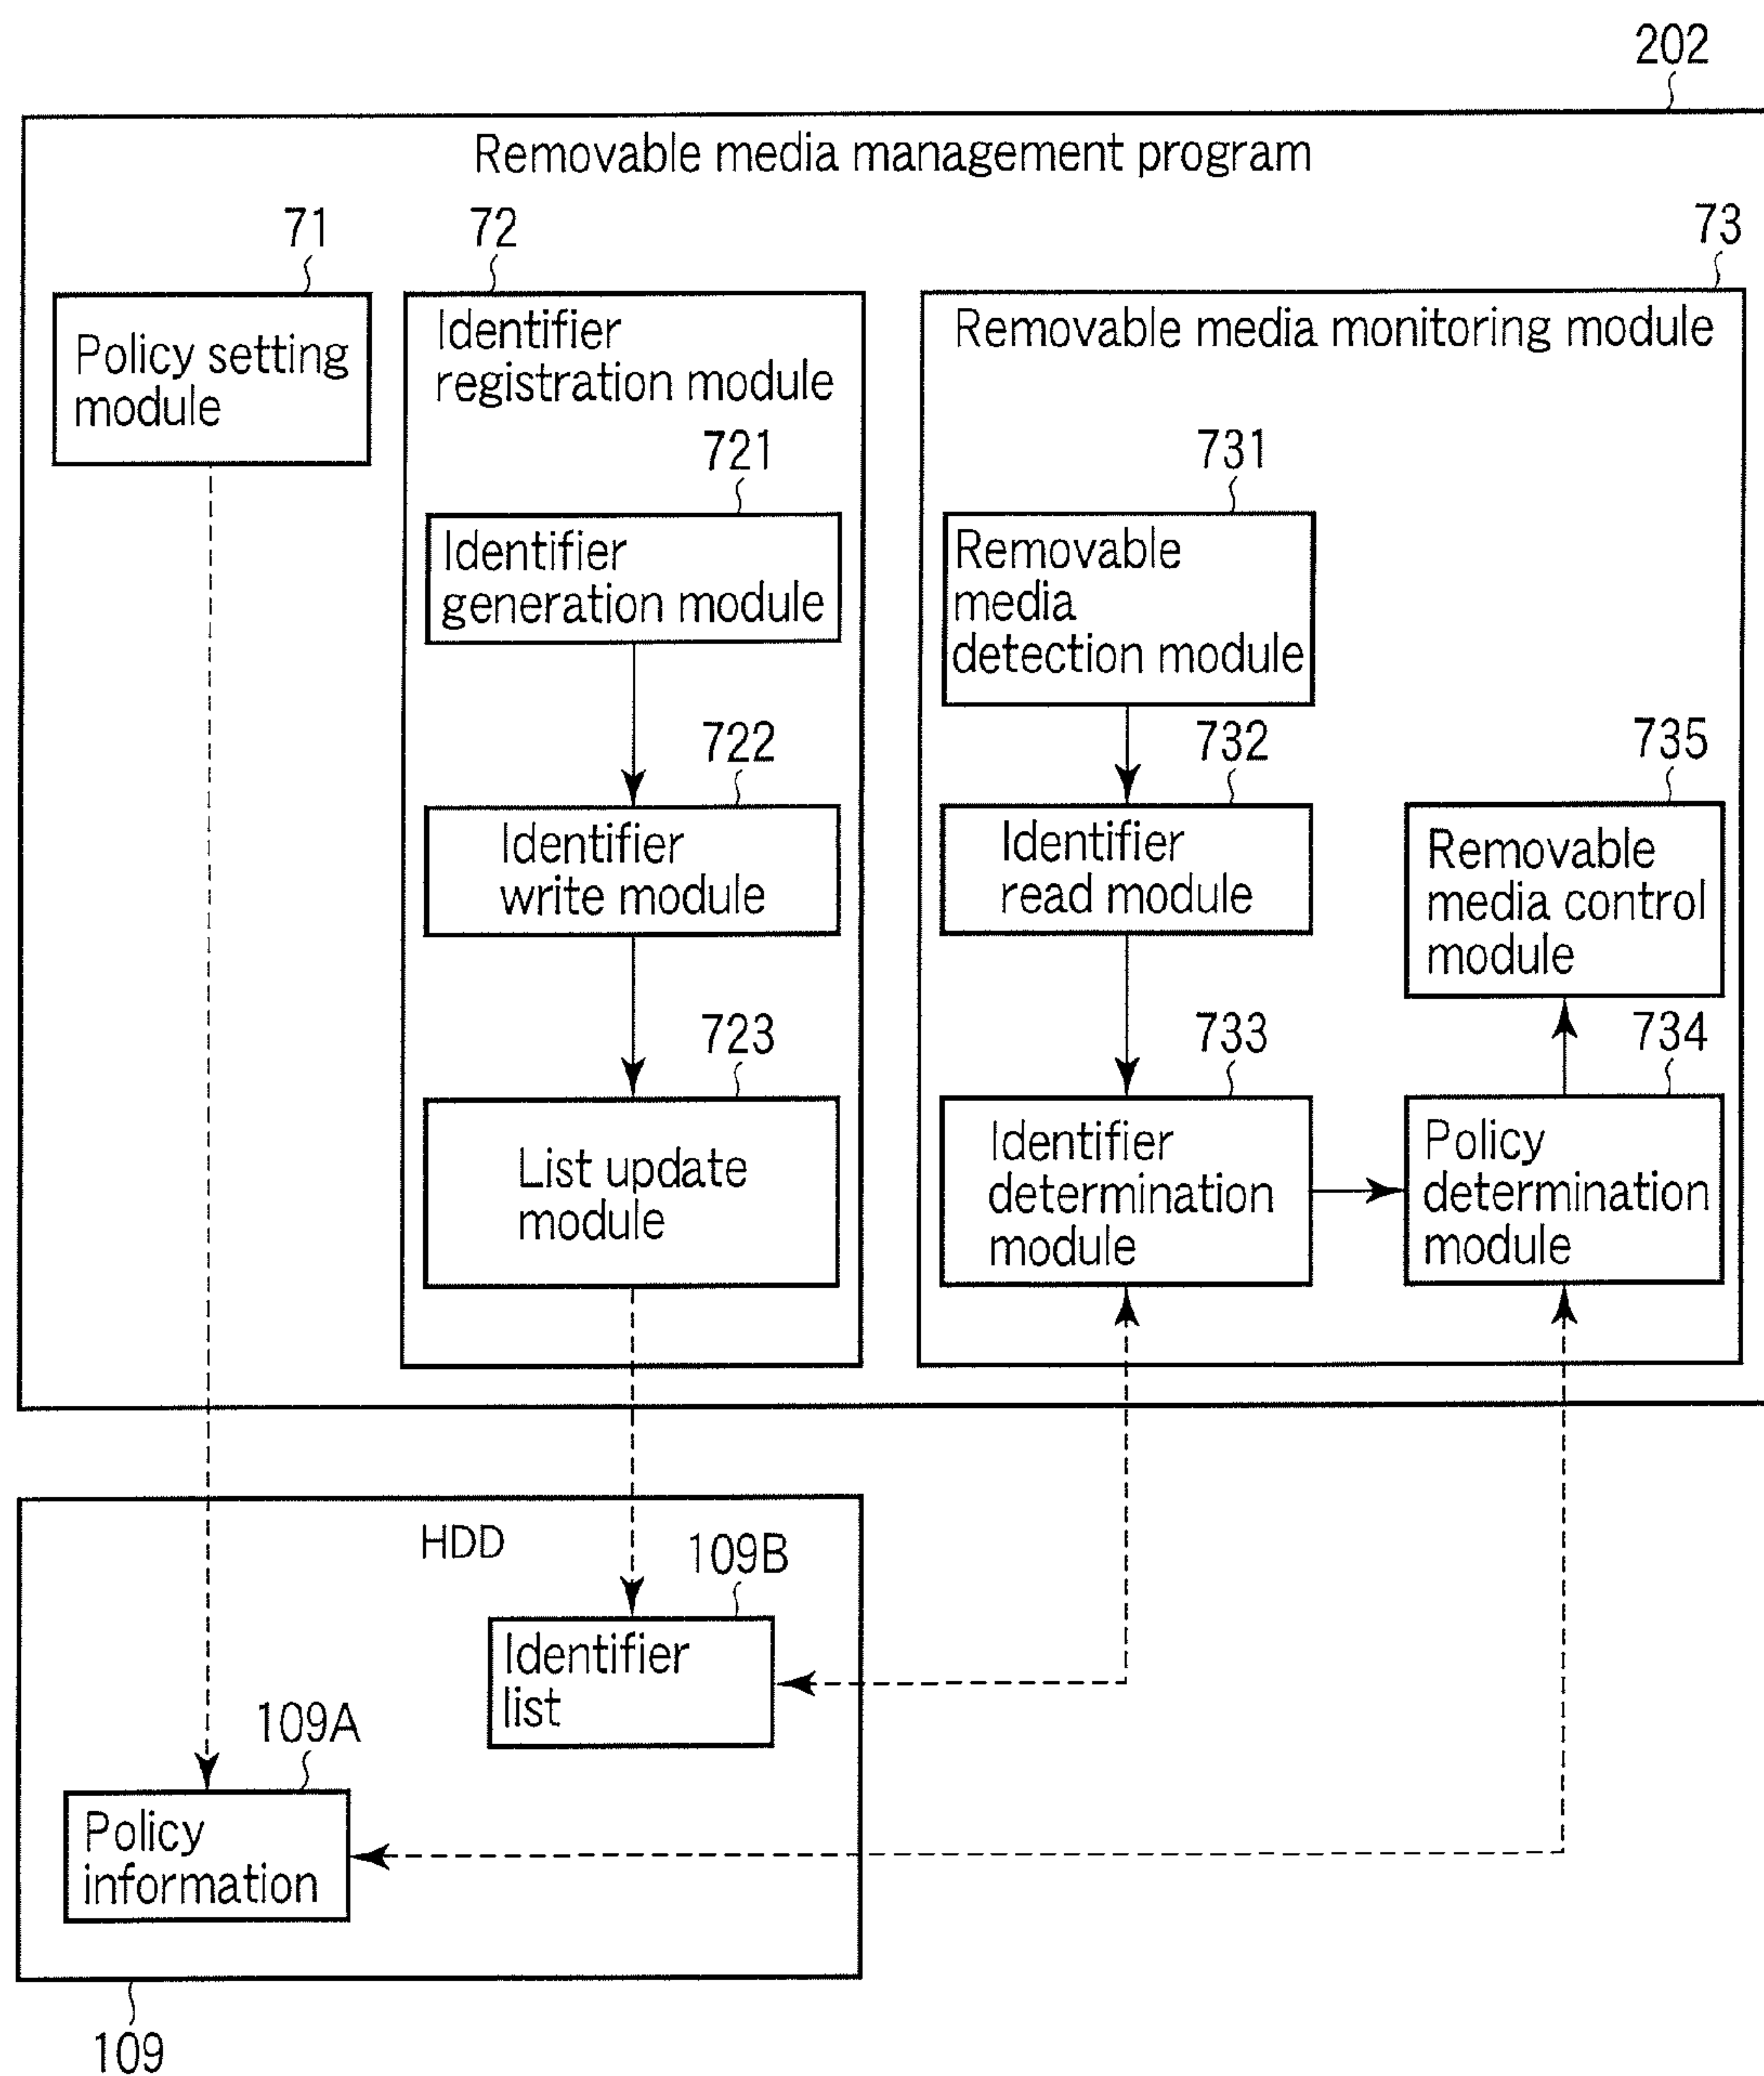 202
Removable media management program
71
72
73
Policy setting
module
Identifier
registration module
Removable media monitoring module
721
731
Identifier
generation module
Removable
media
detection module
722
732
735
Identifier
write module
Identifier
read module
Removable
media control
module
723
733
734
List update
module
Identifier
determination
module
Policy
determination
module
HDD
109B
Identifier
list
109A
Policy
information
109